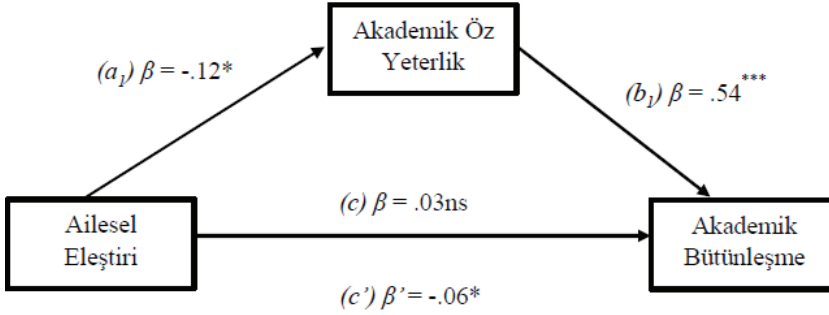 Akademik Öz
Yeterlik
(a₁) β = -.12*
(b₁) β = .54***
Ailesel
Eleştiri
(c) β = .03ns
Akademik
Bütünleşme
(c’) β’ = -.06*